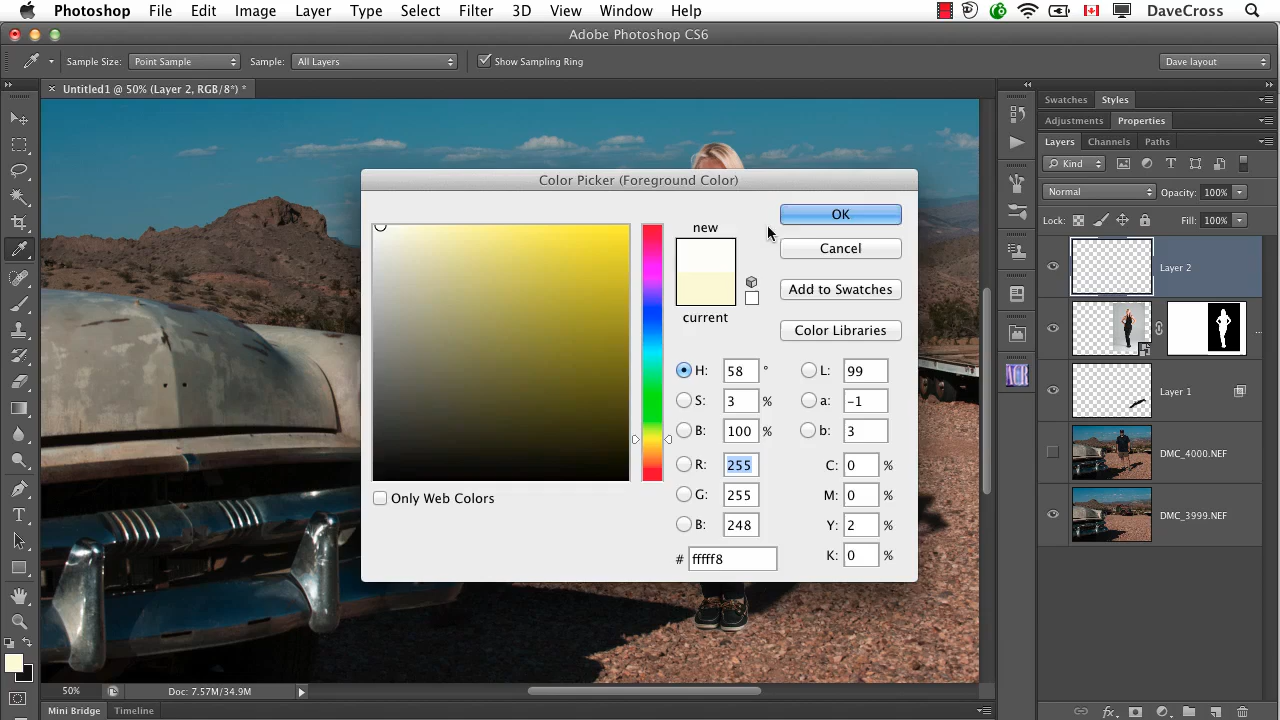 Photoshop File Edit Image Layer Type Select Filter 3D View Window Help DaveCross
Adobe Photoshop CS6
Sample Size: Point Sample Sample: All Layers Show Sampling Ring Dave layout
Untitled1 @ 50% (Layer 2, RGB/8*) *
Swatches Styles
Adjustments Properties
Layers Channels Paths
Kind
Normal Opacity: 100%
Lock: Fill: 100%
Layer 2
Layer 1
DMC_4000.NEF
DMC_3999.NEF
Color Picker (Foreground Color)
new
current
OK
Cancel
Add to Swatches
Color Libraries
H: 58 ° L: 99
S: 3 % a: -1
B: 100 % b: 3
R: 255 C: 0 %
G: 255 M: 0 %
B: 248 Y: 2 %
# fffff8 K: 0 %
Only Web Colors
50% Doc: 7.57M/34.9M
Mini Bridge Timeline